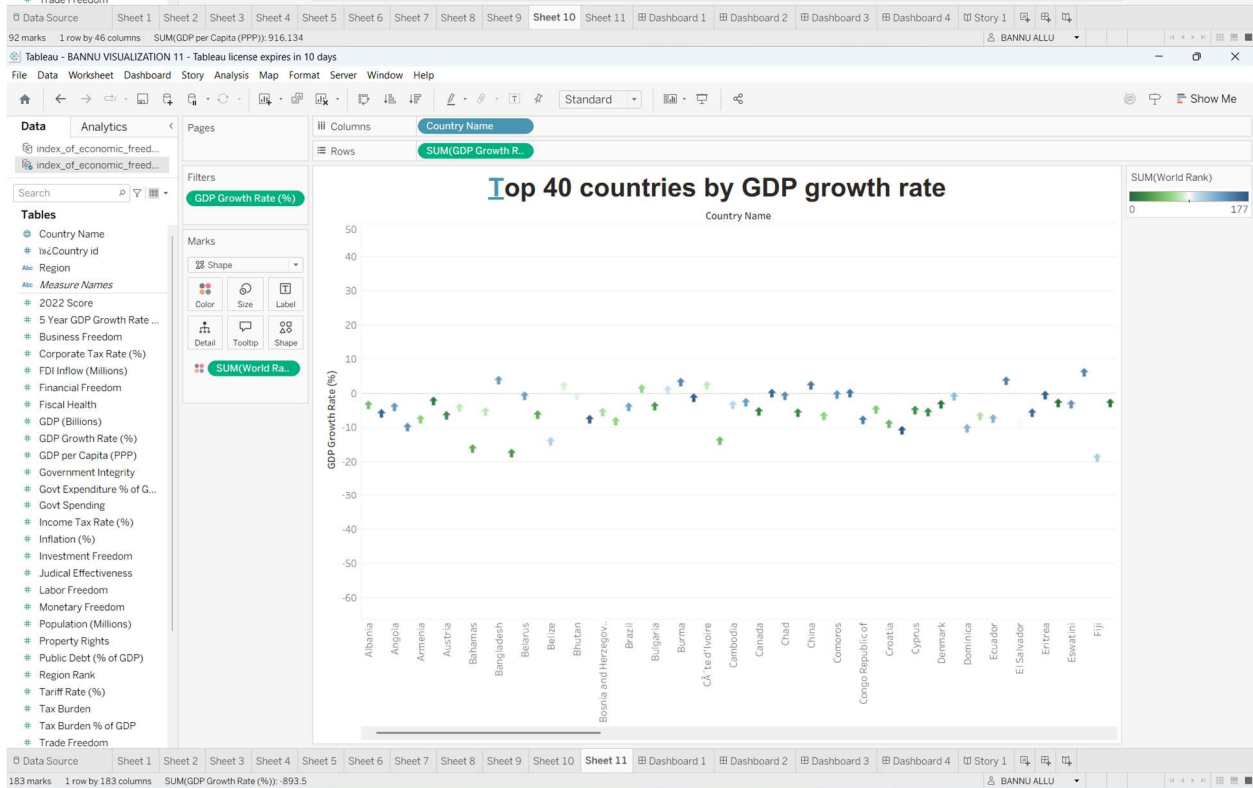 Trade Freedom
Data Source Sheet 1 Sheet 2 Sheet 3 Sheet 4 Sheet 5 Sheet 6 Sheet 7 Sheet 8 Sheet 9 Sheet 10 Sheet 11 Dashboard 1 Dashboard 2 Dashboard 3 Dashboard 4 Story 1
92 marks 1 row by 46 columns SUM(GDP per Capita (PPP)): 916.134 BANNU ALLU
Tableau - BANNU VISUALIZATION 11 - Tableau license expires in 10 days
File Data Worksheet Dashboard Story Analysis Map Format Server Window Help
Standard
Show Me
Data Analytics
index_of_economic_freed...
index_of_economic_freed...
Search
Tables
Country Name
ï»¿Country id
Abc Region
Abc Measure Names
# 2022 Score
# 5 Year GDP Growth Rate ...
# Business Freedom
# Corporate Tax Rate (%)
# FDI Inflow (Millions)
# Financial Freedom
# Fiscal Health
# GDP (Billions)
# GDP Growth Rate (%)
# GDP per Capita (PPP)
# Government Integrity
# Govt Expenditure % of G...
# Govt Spending
# Income Tax Rate (%)
# Inflation (%)
# Investment Freedom
# Judical Effectiveness
# Labor Freedom
# Monetary Freedom
# Population (Millions)
# Property Rights
# Public Debt (% of GDP)
# Region Rank
# Tariff Rate (%)
# Tax Burden
# Tax Burden % of GDP
# Trade Freedom
Pages
Filters
GDP Growth Rate (%)
Marks
Shape
Color Size Label
Detail Tooltip Shape
SUM(World Ra..
Columns Country Name
Rows SUM(GDP Growth R..
Top 40 countries by GDP growth rate
Country Name
GDP Growth Rate (%)
50
40
30
20
10
0
-10
-20
-30
-40
-50
-60
Albania
Angola
Armenia
Austria
Bahamas
Bangladesh
Belarus
Belize
Bhutan
Bosnia and Herzegov..
Brazil
Bulgaria
Burma
CÃ´te d'Ivoire
Cambodia
Canada
Chad
China
Comoros
Congo Republic of
Croatia
Cyprus
Denmark
Dominica
Ecuador
El Salvador
Eritrea
Eswatini
Fiji
SUM(World Rank)
0 177
Data Source Sheet 1 Sheet 2 Sheet 3 Sheet 4 Sheet 5 Sheet 6 Sheet 7 Sheet 8 Sheet 9 Sheet 10 Sheet 11 Dashboard 1 Dashboard 2 Dashboard 3 Dashboard 4 Story 1
183 marks 1 row by 183 columns SUM(GDP Growth Rate (%)): -893.5 BANNU ALLU